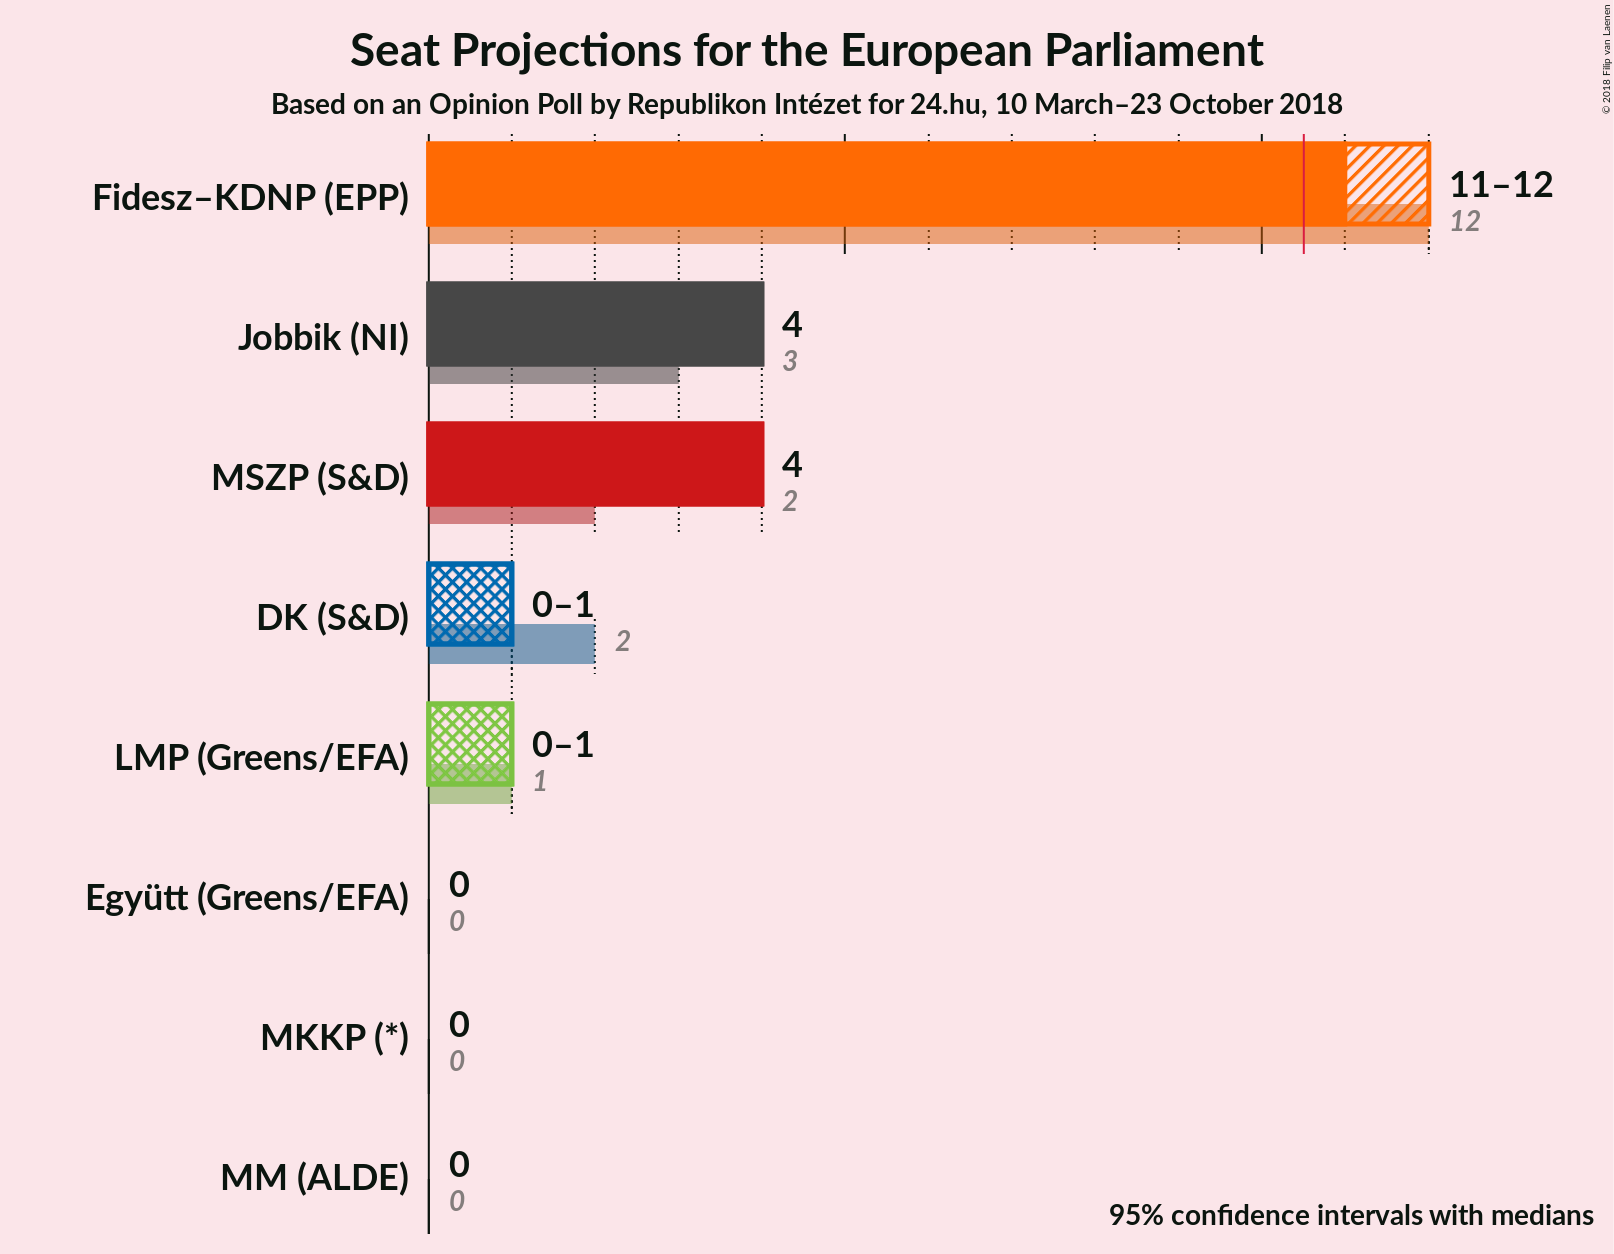 Seat Projections for the European Parliament
Based on an Opinion Poll by Republikon Intézet for 24.hu, 10 March–23 October 2018
© 2018 Filip van Laenen
Fidesz–KDNP (EPP)
11–12
12
Jobbik (NI)
4
3
MSZP (S&D)
4
2
DK (S&D)
0–1
2
LMP (Greens/EFA)
0–1
1
Együtt (Greens/EFA)
0
0
MKKP (*)
0
0
MM (ALDE)
0
0
95% confidence intervals with medians